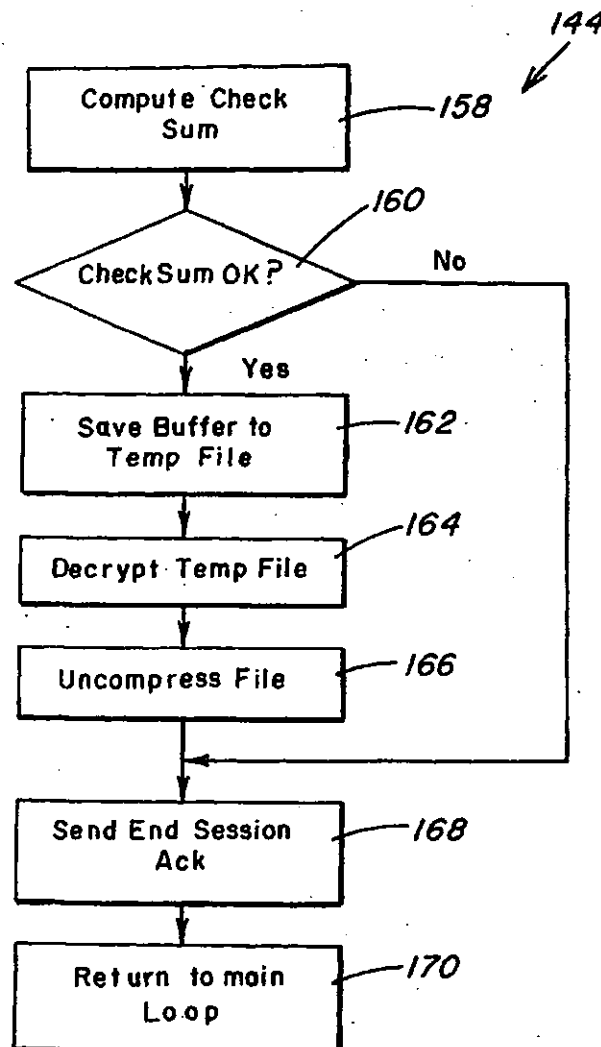 144
Compute Check
Sum
158
160
CheckSum OK?
No
Yes
Save Buffer to
Temp File
162
164
Decrypt Temp File
Uncompress File
166
Send End Session
Ack
168
Return to main
Loop
170